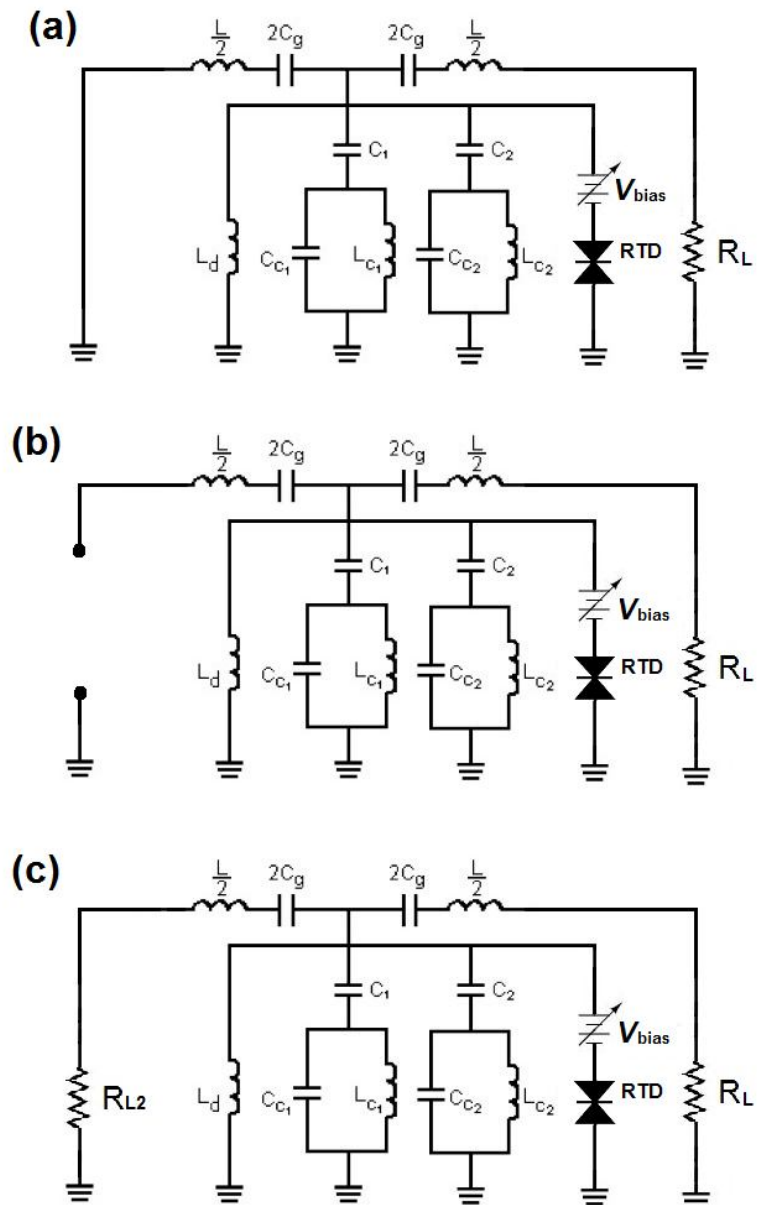 (a)
L/2 2Cg 2Cg L/2
C1 C2
Vbias
Ld Cc1 Lc1 Cc2 Lc2 RTD RL
(b)
L/2 2Cg 2Cg L/2
C1 C2
Vbias
Ld Cc1 Lc1 Cc2 Lc2 RTD RL
(c)
L/2 2Cg 2Cg L/2
C1 C2
Vbias
RL2 Ld Cc1 Lc1 Cc2 Lc2 RTD RL